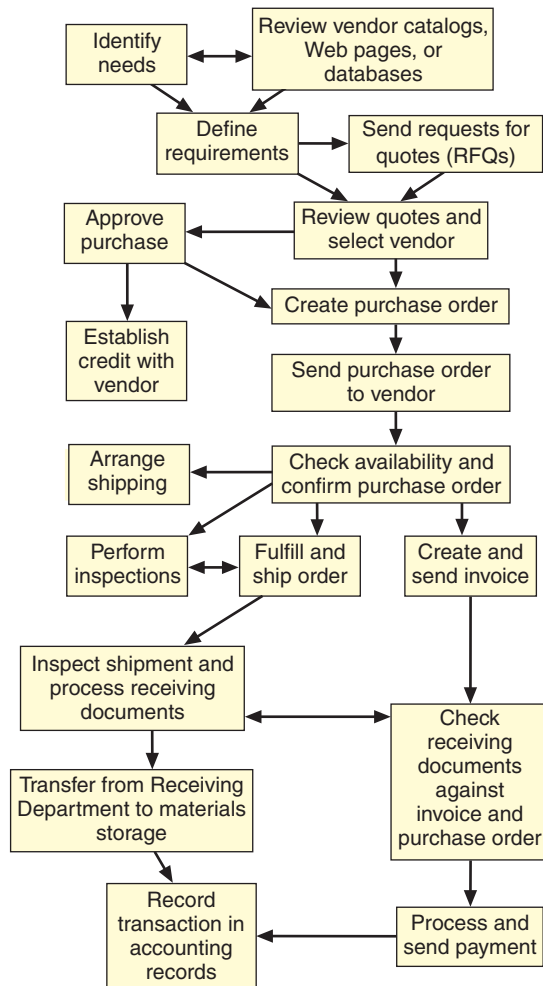 Identify
needs
Review vendor catalogs,
Web pages, or
databases
Define
requirements
Send requests for
quotes (RFQs)
Approve
purchase
Review quotes and
select vendor
Create purchase order
Establish
credit with
vendor
Send purchase order
to vendor
Arrange
shipping
Check availability and
confirm purchase order
Perform
inspections
Fulfill and
ship order
Create and
send invoice
Inspect shipment and
process receiving
documents
Check
receiving
documents
against
invoice and
purchase order
Transfer from Receiving
Department to materials
storage
Record
transaction in
accounting
records
Process and
send payment